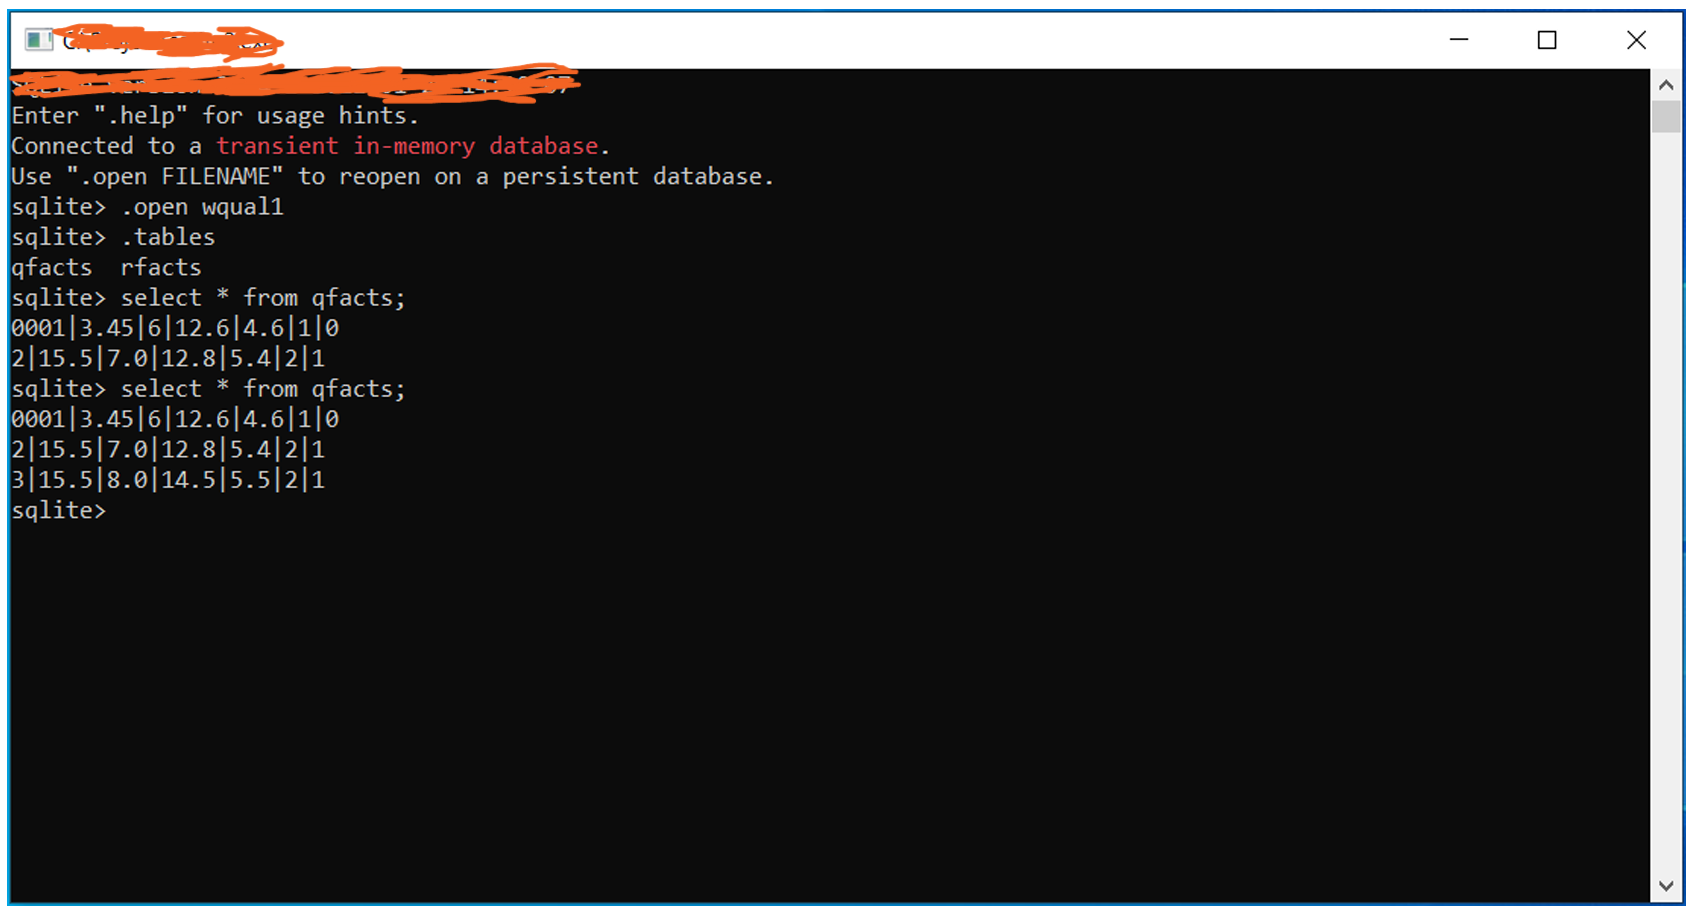 Enter ".help" for usage hints.
Connected to a transient in-memory database.
Use ".open FILENAME" to reopen on a persistent database.
sqlite> .open wqual1
sqlite> .tables
qfacts  rfacts
sqlite> select * from qfacts;
0001|3.45|6|12.6|4.6|1|0
2|15.5|7.0|12.8|5.4|2|1
sqlite> select * from qfacts;
0001|3.45|6|12.6|4.6|1|0
2|15.5|7.0|12.8|5.4|2|1
3|15.5|8.0|14.5|5.5|2|1
sqlite>